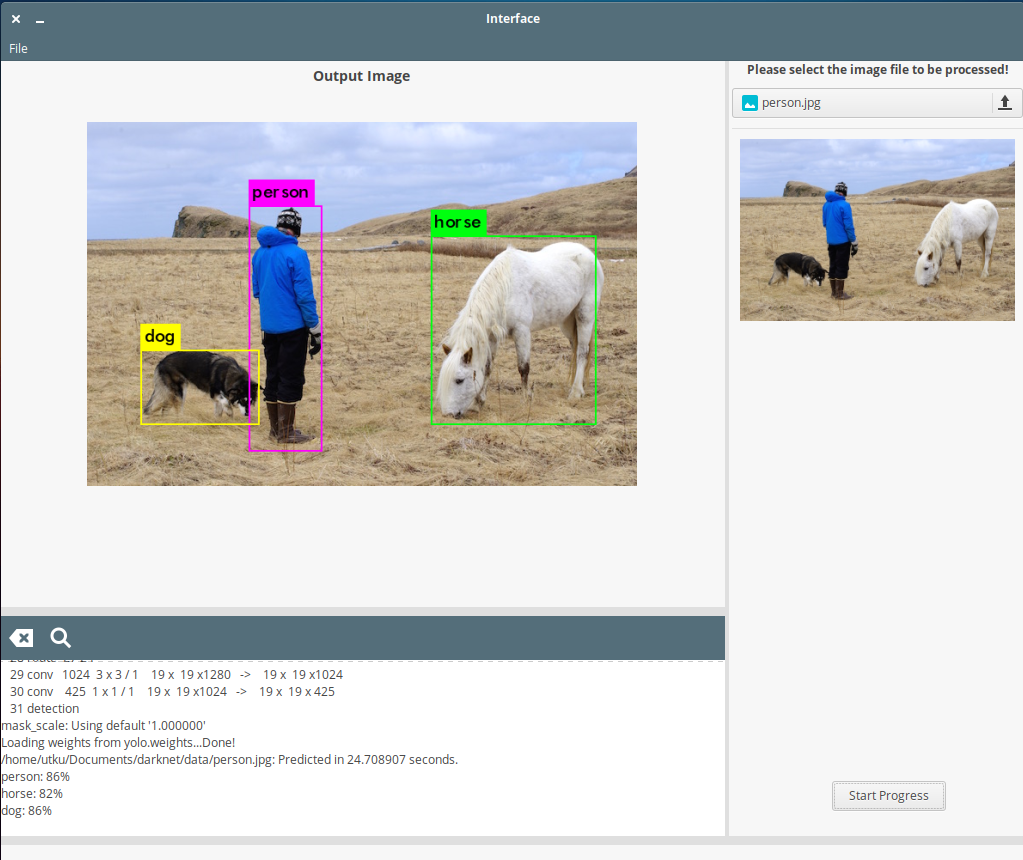 Interface
File
Output Image
person
horse
dog
29 conv 1024 3 x 3 / 1 19 x 19 x1280 -> 19 x 19 x1024
30 conv 425 1 x 1 / 1 19 x 19 x1024 -> 19 x 19 x 425
31 detection
mask_scale: Using default '1.000000'
Loading weights from yolo.weights...Done!
/home/utku/Documents/darknet/data/person.jpg: Predicted in 24.708907 seconds.
person: 86%
horse: 82%
dog: 86%
Please select the image file to be processed!
person.jpg
Start Progress